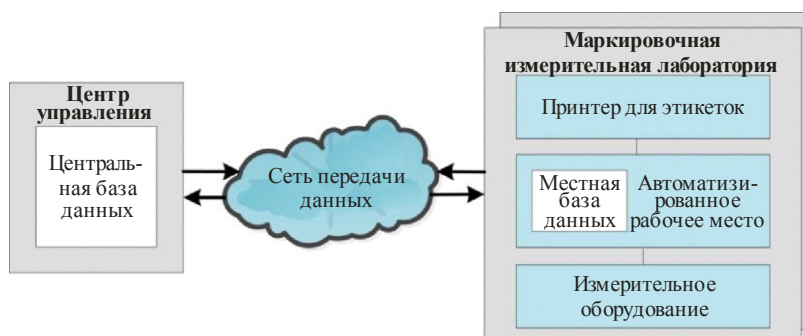 Центр
управления
Централь-
ная база
данных
Сеть передачи
данных
Маркировочная
измерительная лаборатория
Принтер для этикеток
Местная
база
данных
Автоматизи-
рованное
рабочее место
Измерительное
оборудование